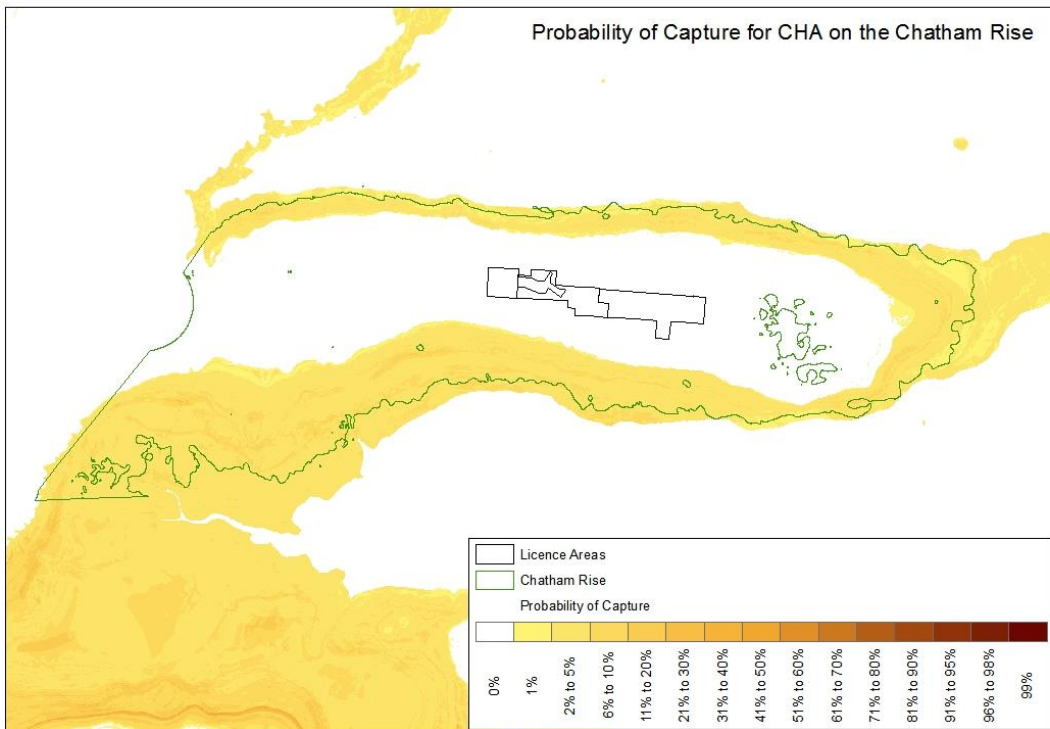 Probability of Capture for CHA on the Chatham Rise
Licence Areas
Chatham Rise
Probability of Capture
0%
1%
2% to 5%
6% to 10%
11% to 20%
21% to 30%
31% to 40%
41% to 50%
51% to 60%
61% to 70%
71% to 80%
81% to 90%
91% to 95%
96% to 98%
99%